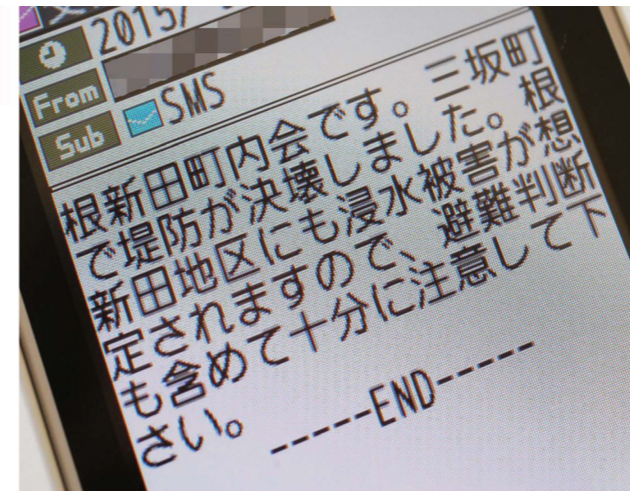 2015/
From
SMS
Sub
根新田町内会です。三坂町
で堤防が決壊しました。根
新田地区にも浸水被害が想
定されますので、避難判断
も含めて十分に注意して下
さい。
-----END-----